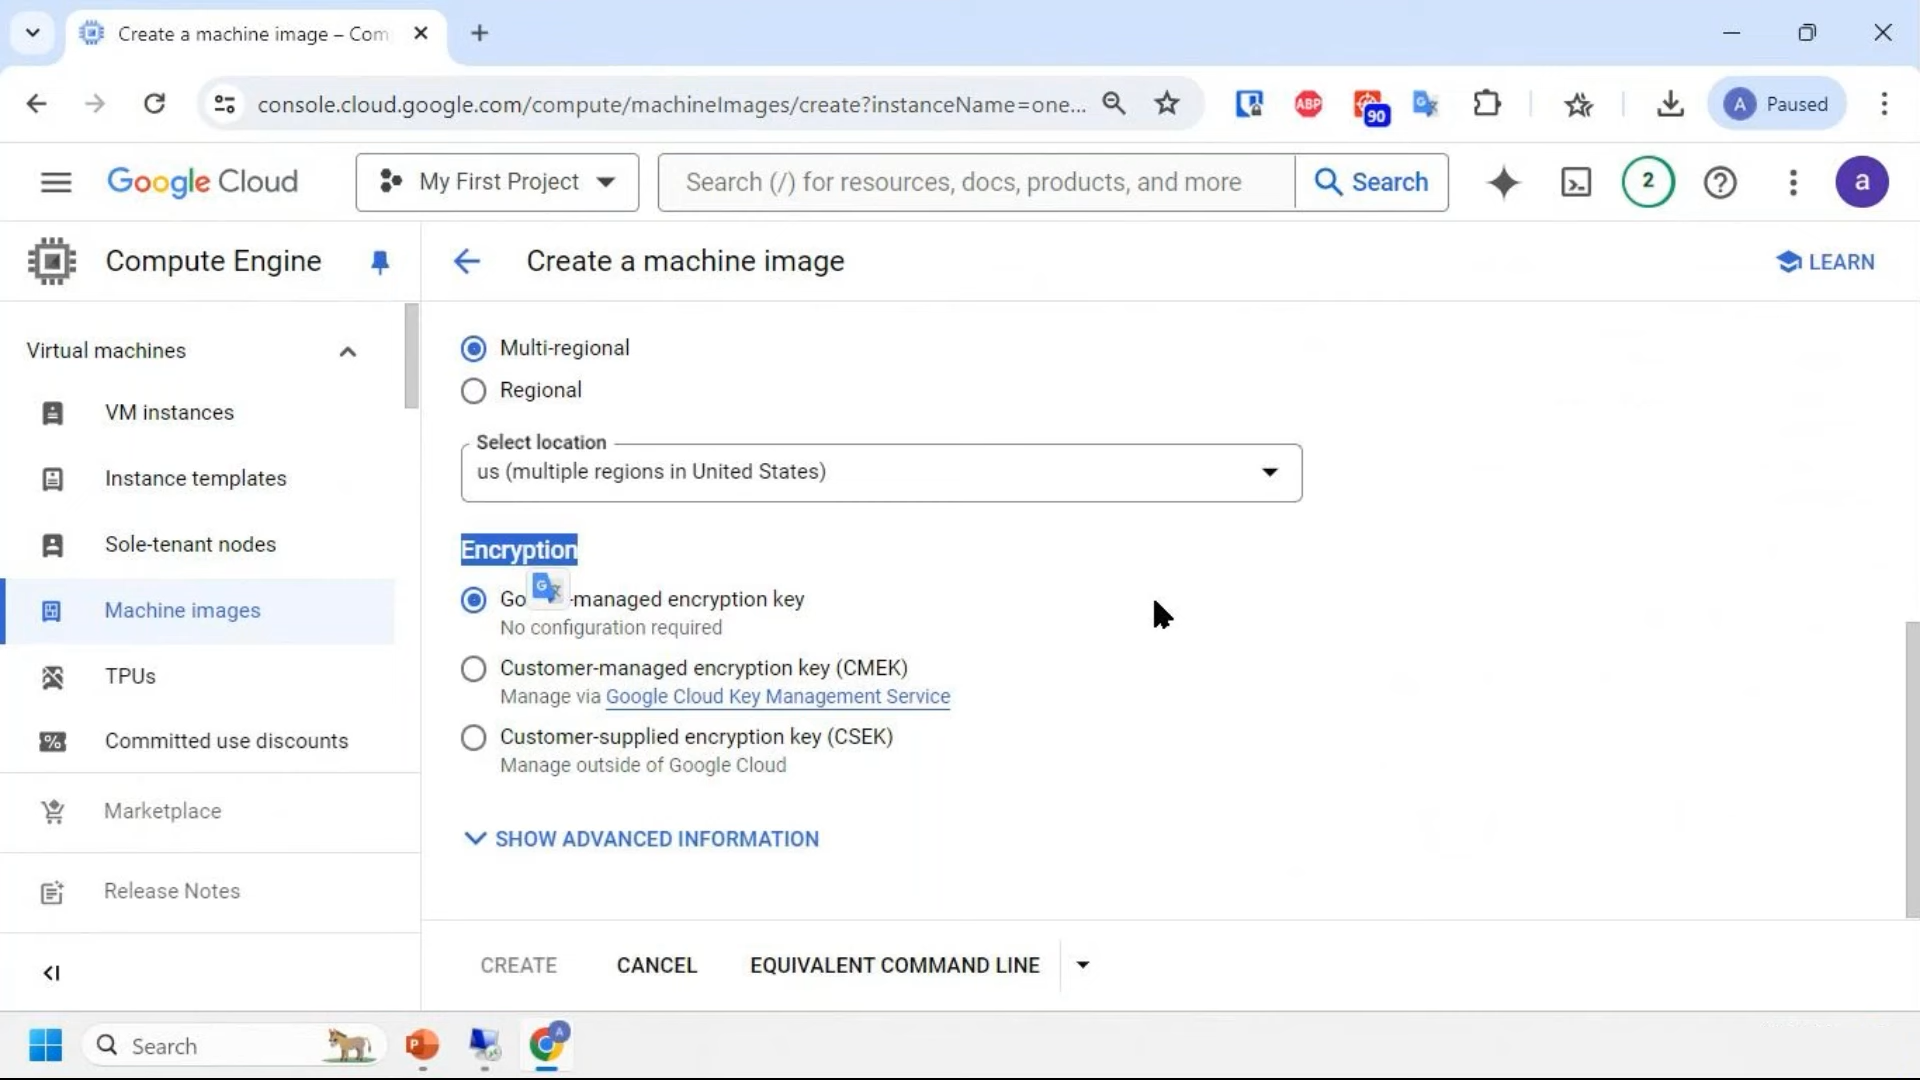 Create a machine image – Com
console.cloud.google.com/compute/machineImages/create?instanceName=one...
ABP
90
A
Paused
Google Cloud
My First Project
Search (/) for resources, docs, products, and more
Search
2
a
Compute Engine
Create a machine image
LEARN
Virtual machines
VM instances
Instance templates
Sole-tenant nodes
Machine images
TPUs
Committed use discounts
Marketplace
Release Notes
Multi-regional
Regional
Select location
us (multiple regions in United States)
Encryption
Go -managed encryption key
No configuration required
Customer-managed encryption key (CMEK)
Manage via Google Cloud Key Management Service
Customer-supplied encryption key (CSEK)
Manage outside of Google Cloud
SHOW ADVANCED INFORMATION
CREATE
CANCEL
EQUIVALENT COMMAND LINE
Search